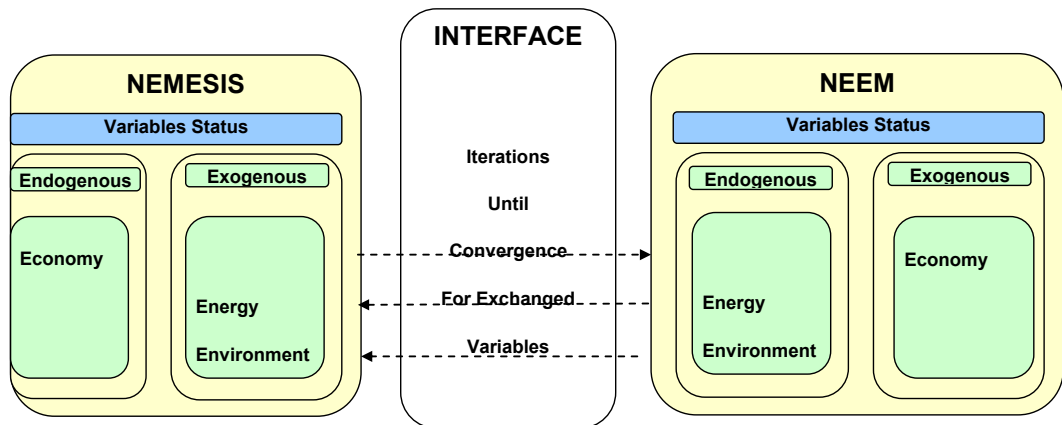 NEMESIS
Variables Status
Endogenous
Exogenous
Economy
Energy
Environment
INTERFACE
Iterations
Until
Convergence
For Exchanged
Variables
NEEM
Variables Status
Endogenous
Exogenous
Energy
Environment
Economy